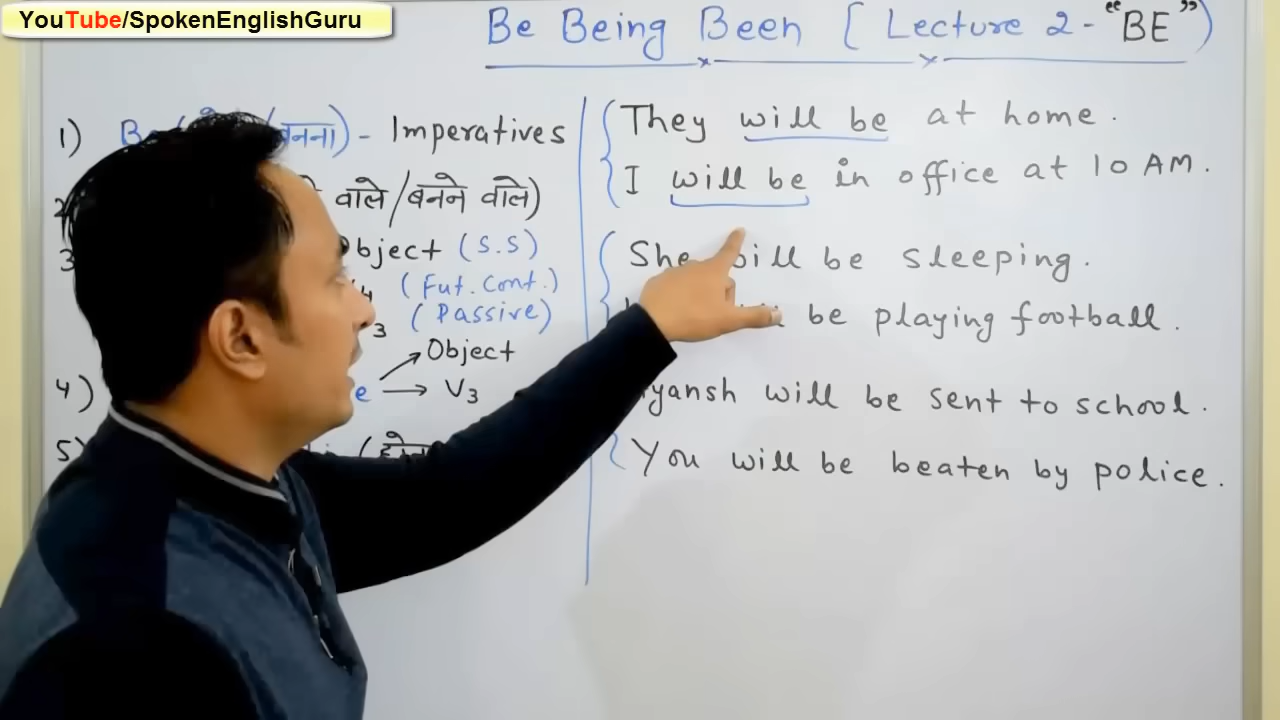 YouTube/SpokenEnglishGuru
Be Being Been [ Lecture 2 - "BE" )
1) /बनना) - Imperatives
वाले/बनने वाले)
3 Object (S.S)
(Fut. Cont.)
3 (Passive)
Object
4) e → V3
5)
They will be at home.
I will be in office at 10 AM.
She will be sleeping.
be playing football.
yansh will be sent to school.
You will be beaten by police.